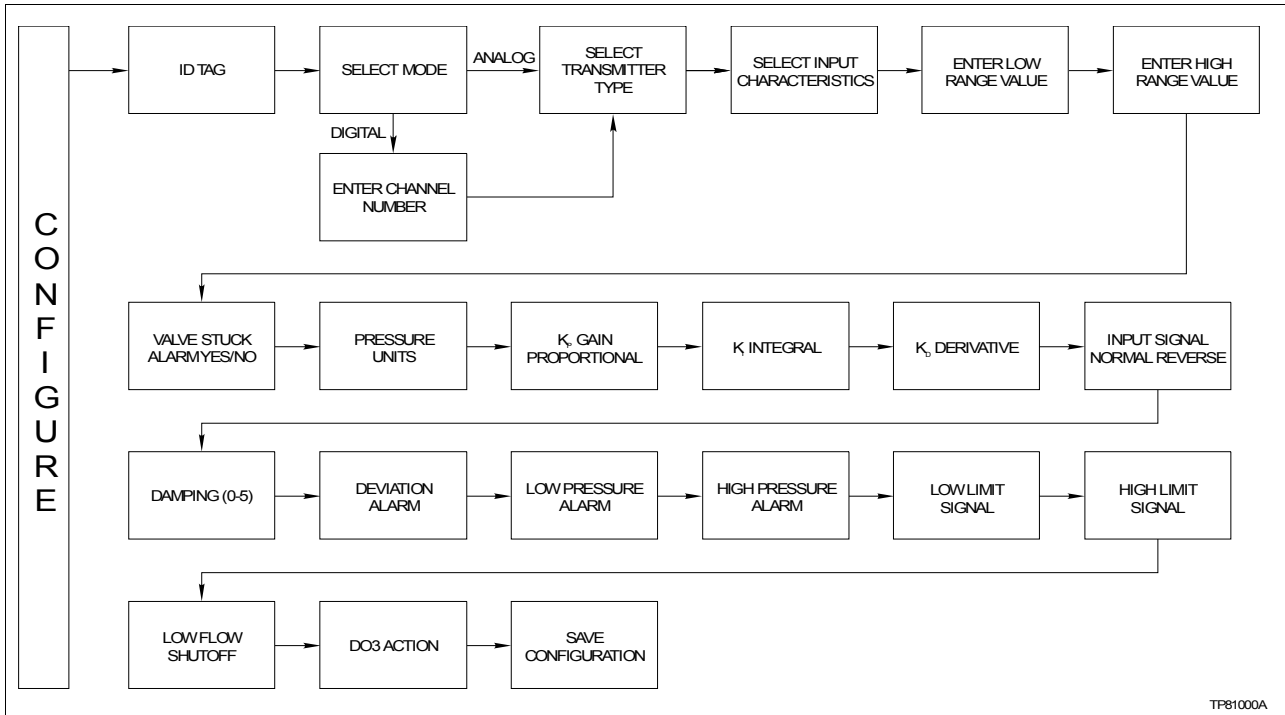 CONFIGURE
ID TAG
SELECT MODE
ANALOG
SELECT
TRANSMITTER
TYPE
SELECT INPUT
CHARACTERISTICS
ENTER LOW
RANGE VALUE
ENTER HIGH
RANGE VALUE
DIGITAL
ENTER CHANNEL
NUMBER
VALVE STUCK
ALARM YES/NO
PRESSURE
UNITS
KP GAIN
PROPORTIONAL
KI INTEGRAL
KD DERIVATIVE
INPUT SIGNAL
NORMAL REVERSE
DAMPING (0-5)
DEVIATION
ALARM
LOW PRESSURE
ALARM
HIGH PRESSURE
ALARM
LOW LIMIT
SIGNAL
HIGH LIMIT
SIGNAL
LOW FLOW
SHUTOFF
DO3 ACTION
SAVE
CONFIGURATION
TP81000A